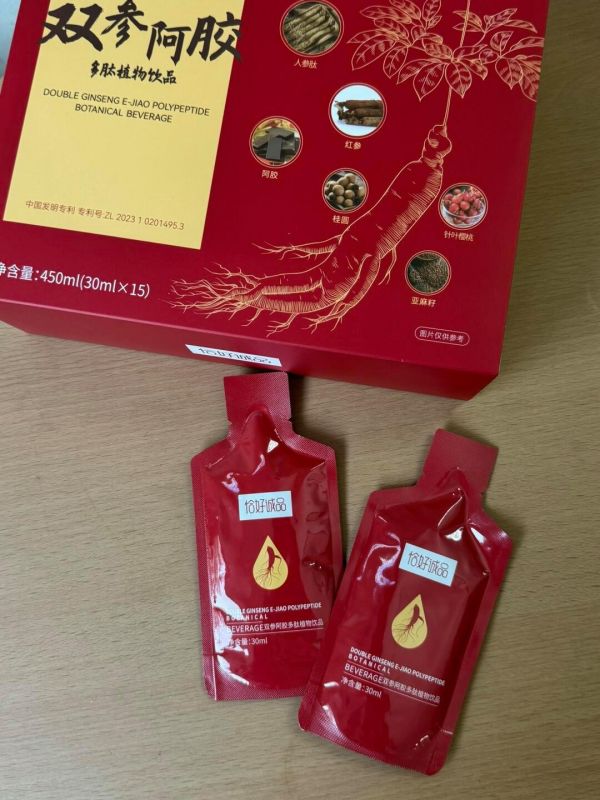 双参阿胶
多肽植物饮品
DOUBLE GINSENG E-JIAO POLYPEPTIDE
BOTANICAL BEVERAGE
中国发明专利 专利号:ZL 2023 1 0201495.3
净含量:450ml(30ml×15)
人参肽
红参
阿胶
桂圆
针叶樱桃
亚麻籽
图片仅供参考
恰好诚品
恰好诚品
DOUBLE GINSENG E-JIAO POLYPEPTIDE
BOTANICAL
BEVERAGE双参阿胶多肽植物饮品
净含量:30ml
恰好诚品
DOUBLE GINSENG E-JIAO POLYPEPTIDE
BOTANICAL
BEVERAGE双参阿胶多肽植物饮品
净含量:30ml